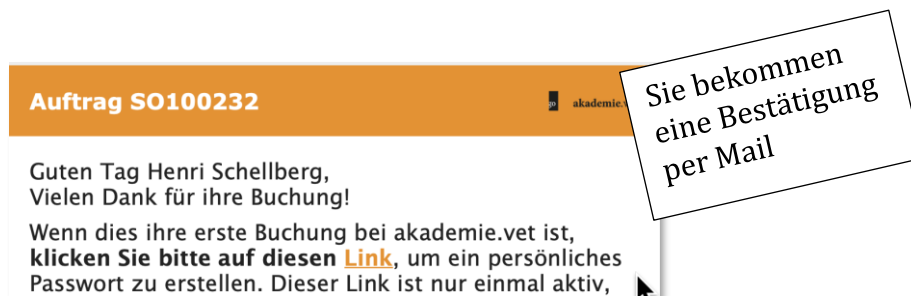 Auftrag SO100232
go akademie.v
Sie bekommen
eine Bestätigung
per Mail
Guten Tag Henri Schellberg,
Vielen Dank für ihre Buchung!
Wenn dies ihre erste Buchung bei akademie.vet ist,
klicken Sie bitte auf diesen Link, um ein persönliches
Passwort zu erstellen. Dieser Link ist nur einmal aktiv,